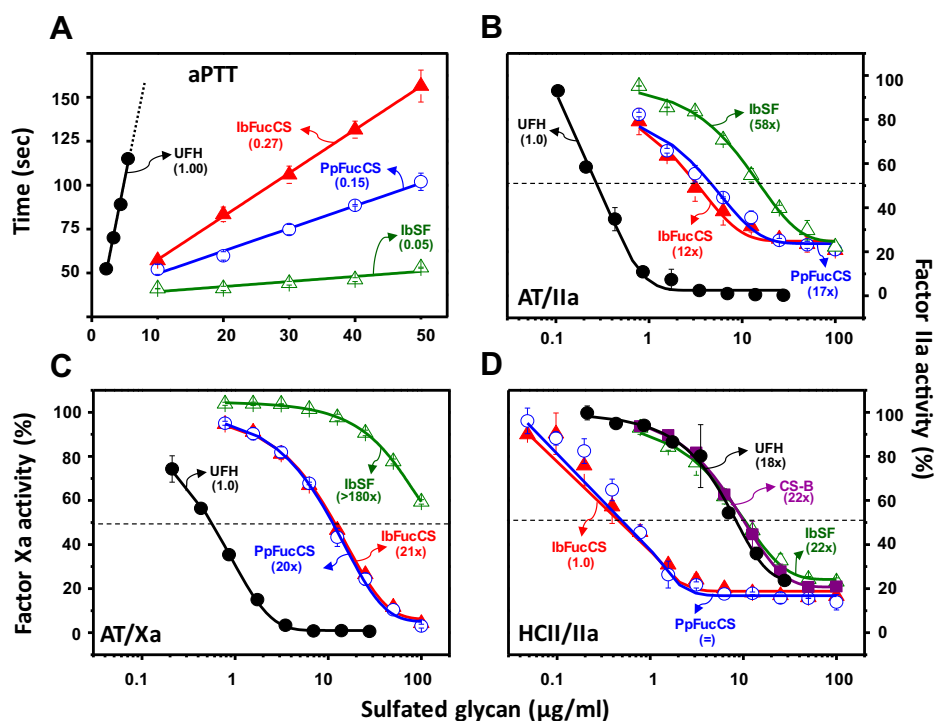 A
aPTT
Time (sec)
150
125
100
75
50
10 20 30 40 50
UFH
(1.00)
IbFucCS
(0.27)
PpFucCS
(0.15)
IbSF
(0.05)
B
AT/IIa
UFH
(1.0)
IbSF
(58x)
IbFucCS
(12x)
PpFucCS
(17x)
0.1 1 10 100
100
80
60
40
20
0
Factor IIa activity (%)
C
Factor Xa activity (%)
100
80
60
40
20
0
UFH
(1.0)
IbSF
(>180x)
PpFucCS
(20x)
IbFucCS
(21x)
AT/Xa
0.1 1 10 100
D
UFH
(18x)
CS-B
(22x)
IbSF
(22x)
IbFucCS
(1.0)
PpFucCS
(=)
HCII/IIa
100
80
60
40
20
0
0.1 1 10 100
Sulfated glycan (μg/ml)